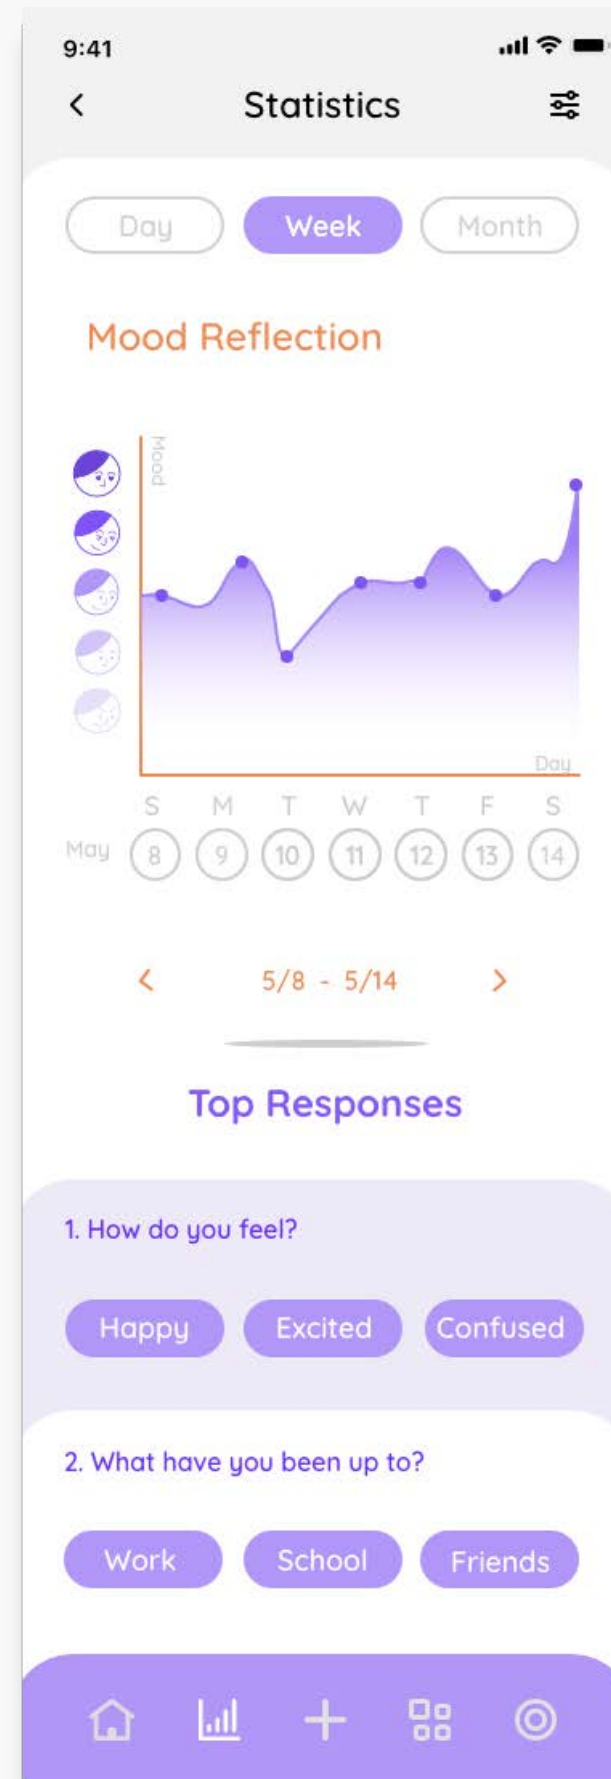 9:41
Statistics
Day Week Month
Mood Reflection
Mood
Day
S M T W T F S
May 8 9 10 11 12 13 14
5/8 - 5/14
Top Responses
1. How do you feel?
Happy Excited Confused
2. What have you been up to?
Work School Friends